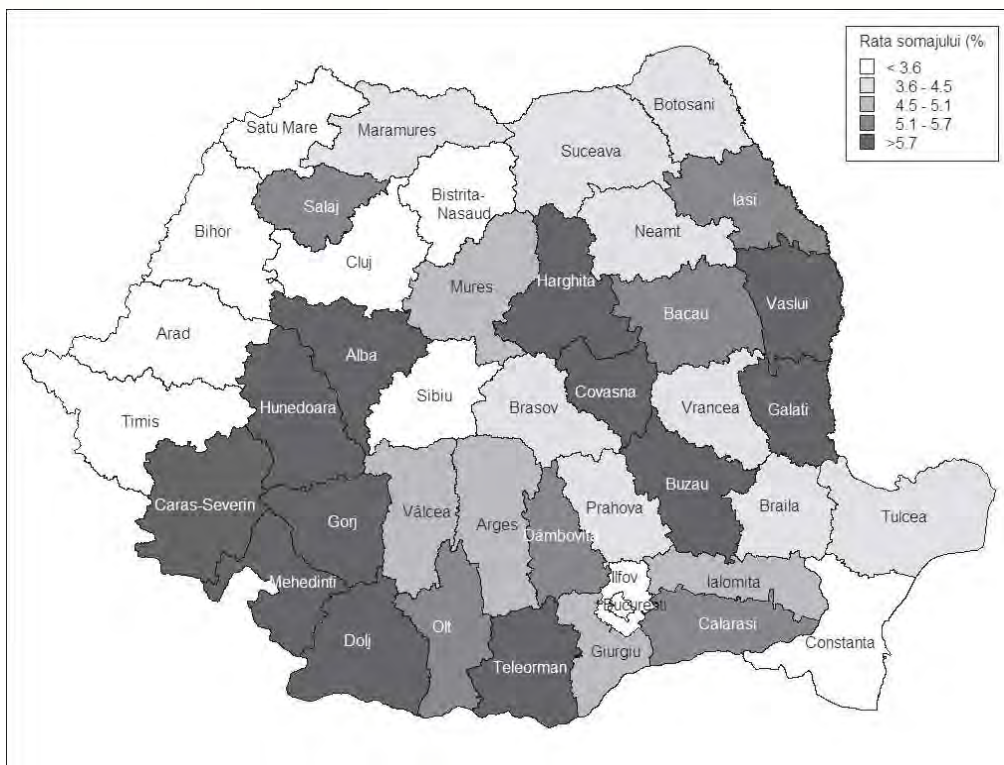 Rata somajului (%
< 3.6
3.6 - 4.5
4.5 - 5.1
5.1 - 5.7
>5.7
Botosani
Satu Mare
Maramures
Suceava
Bistrita-
Nasaud
Salaj
Iasi
Bihor
Neamt
Cluj
Mures
Harghita
Vaslui
Bacau
Arad
Alba
Covasna
Sibiu
Hunedoara
Brasov
Vrancea
Galati
Timis
Buzau
Caras-Severin
Prahova
Braila
Vâlcea
Tulcea
Gorj
Arges
Dâmbovita
Ilfov
Mehedinti
Ialomita
Bucuresti
Calarasi
Olt
Dolj
Constanta
Giurgiu
Teleorman